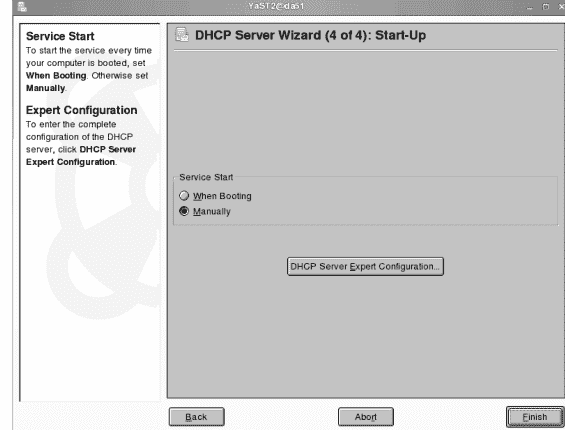 YaST2@da51
Service Start
To start the service every time
your computer is booted, set
When Booting. Otherwise set
Manually.
Expert Configuration
To enter the complete
configuration of the DHCP
server, click DHCP Server
Expert Configuration.
DHCP Server Wizard (4 of 4): Start-Up
Service Start
When Booting
Manually
DHCP Server Expert Configuration...
Back
Abort
Finish